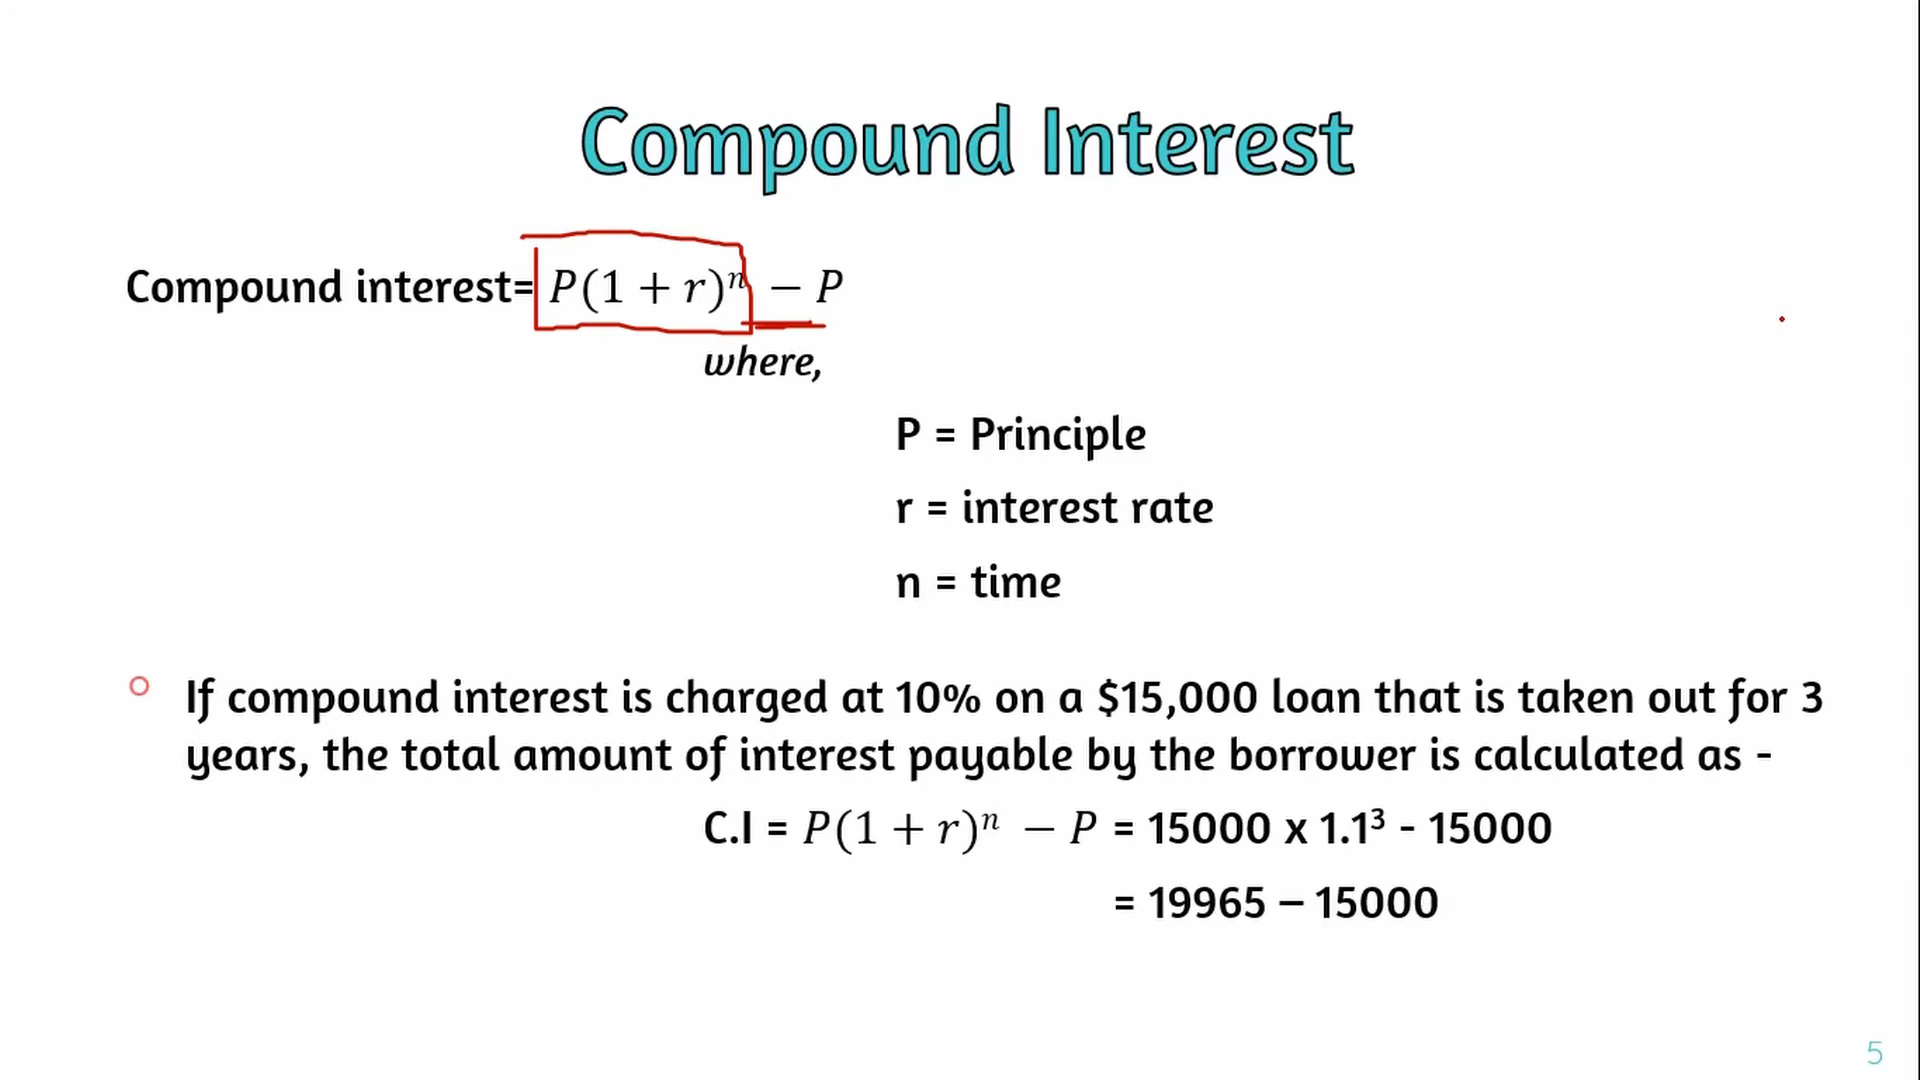 Compound Interest
Compound interest= P(1 + r)ⁿ − P
where,
P = Principle
r = interest rate
n = time
If compound interest is charged at 10% on a $15,000 loan that is taken out for 3
years, the total amount of interest payable by the borrower is calculated as -
C.I = P(1 + r)ⁿ − P = 15000 x 1.1³ - 15000
= 19965 – 15000
5